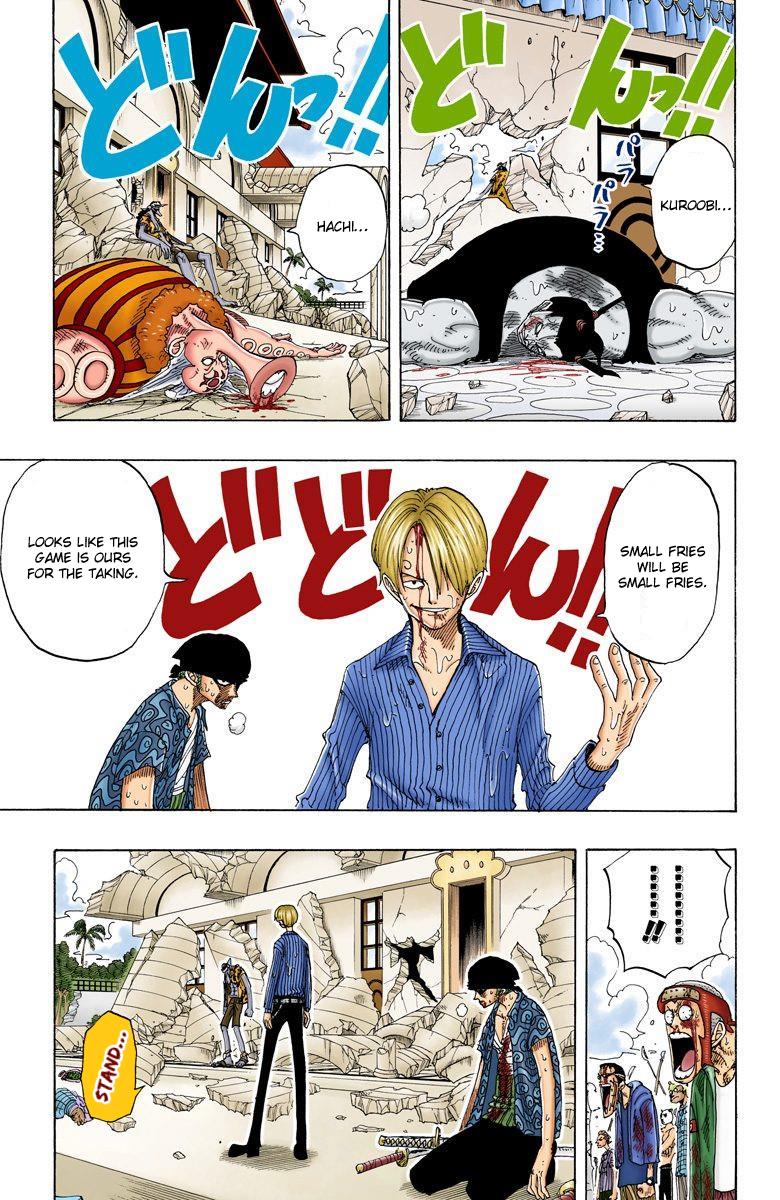 ど んっ!!
パラ
パラ…
KUROOBI...
どんっ!!
HACHI...
SMALL FRIES
WILL BE
SMALL FRIES.
どどん!!
LOOKS LIKE THIS
GAME IS OURS
FOR THE TAKING.
…………!!
STAND...